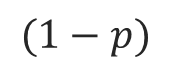 (1 − p)